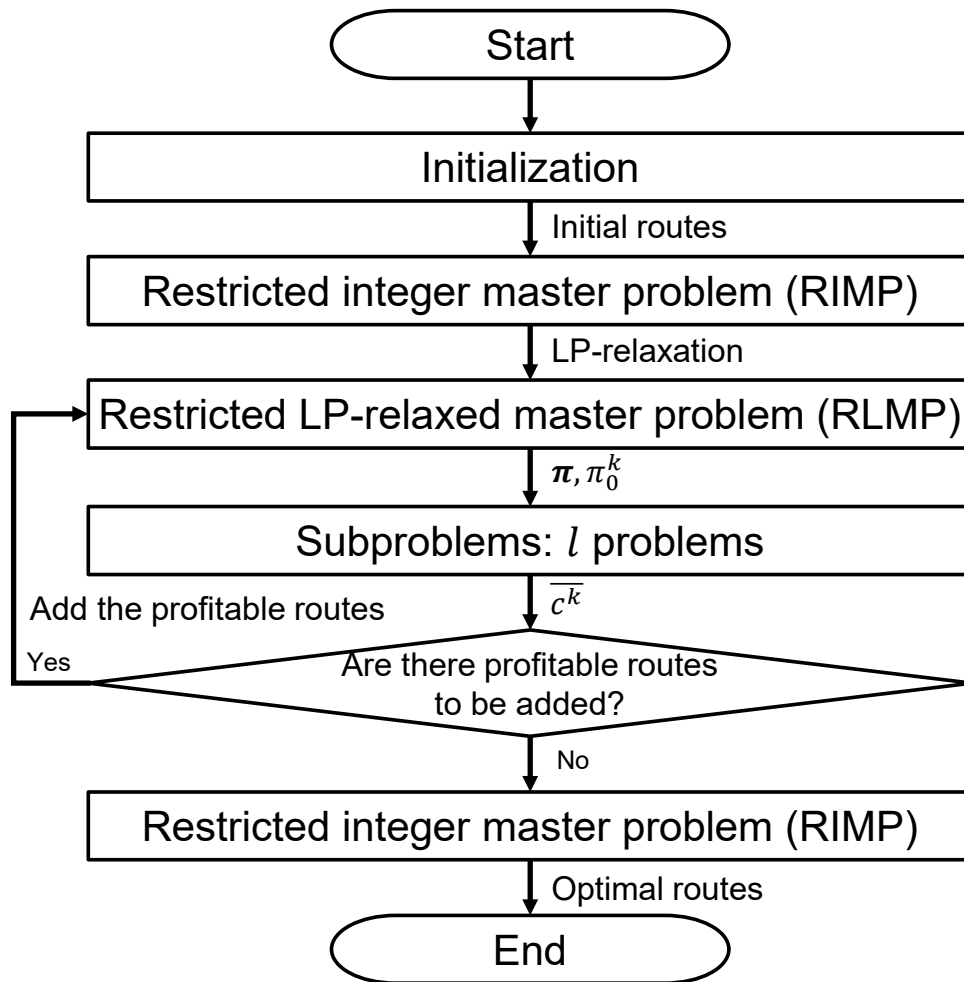 Start
Initialization
Initial routes
Restricted integer master problem (RIMP)
LP-relaxation
Restricted LP-relaxed master problem (RLMP)
𝝅, π₀ᵏ
Subproblems: 𝑙 problems
Add the profitable routes
c̅ᵏ̅
Yes
Are there profitable routes
to be added?
No
Restricted integer master problem (RIMP)
Optimal routes
End